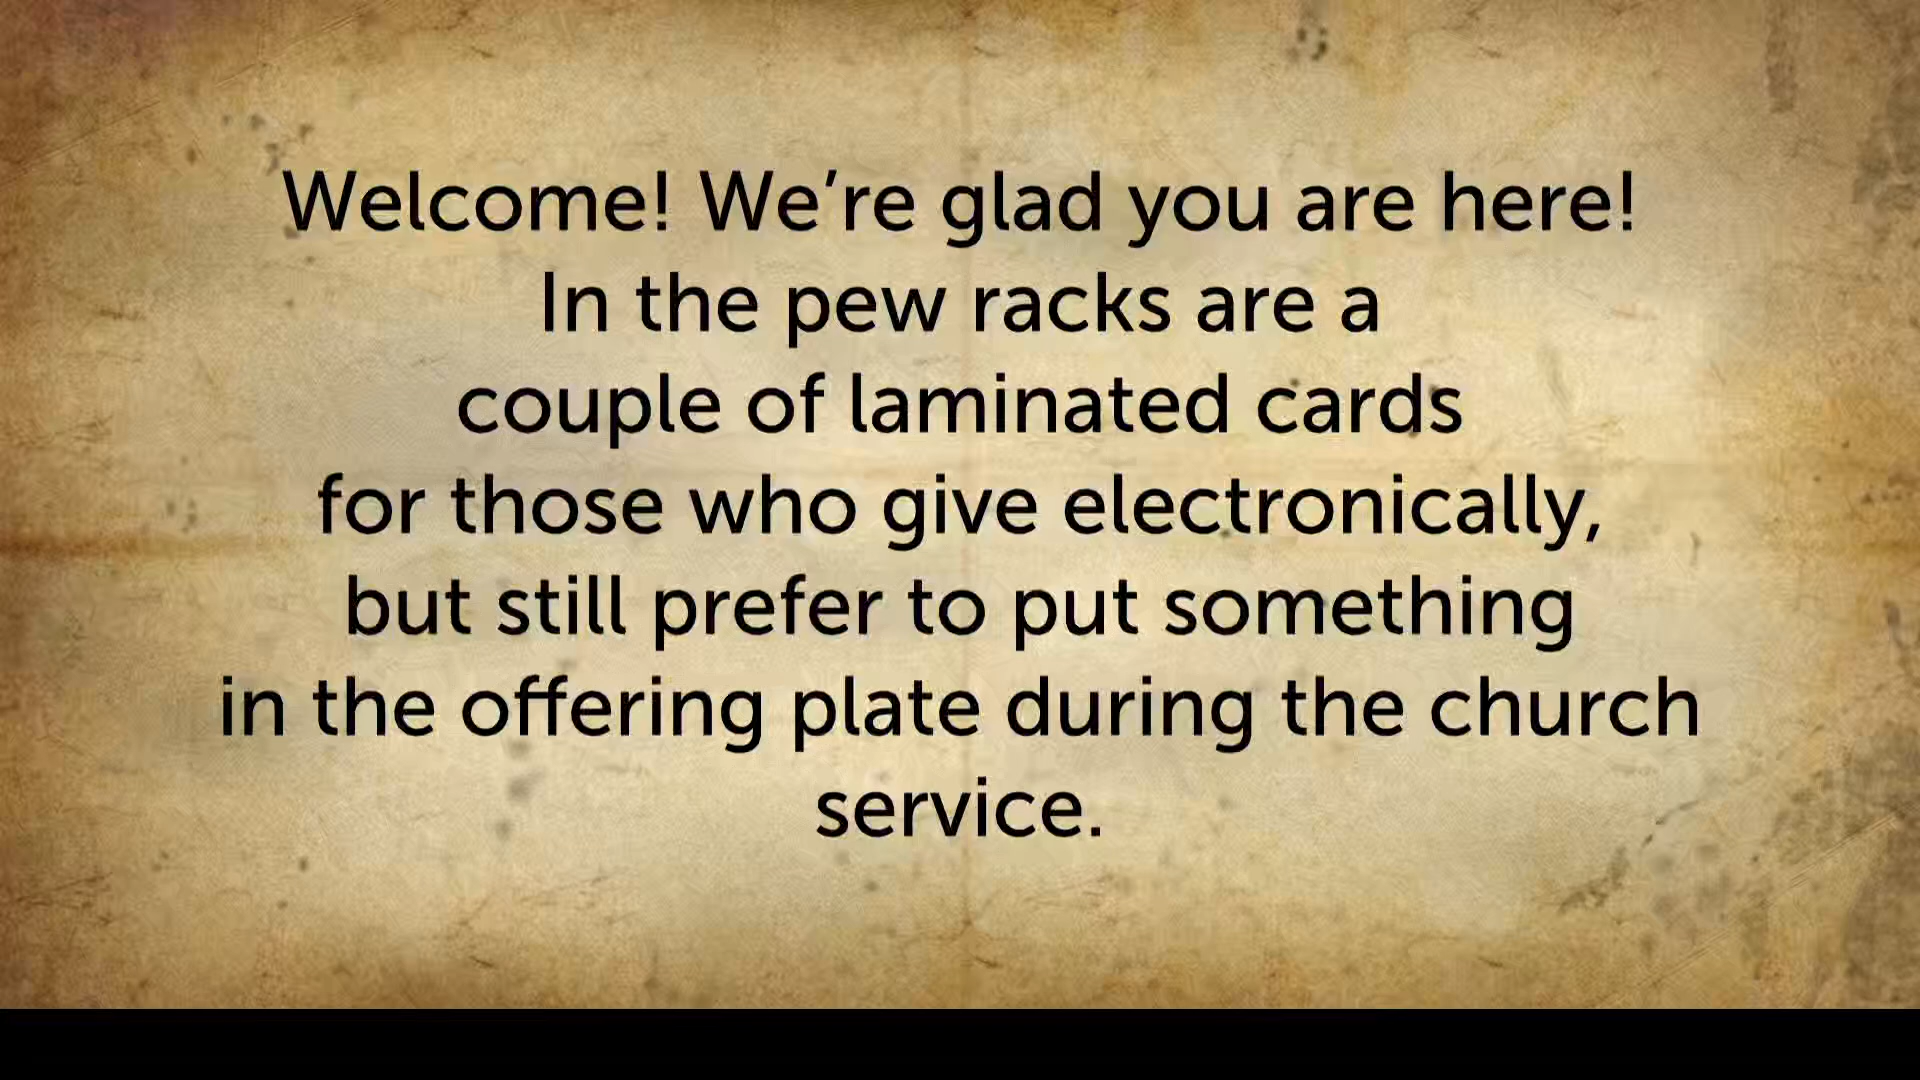 Welcome! We’re glad you are here!
In the pew racks are a
couple of laminated cards
for those who give electronically,
but still prefer to put something
in the offering plate during the church
service.